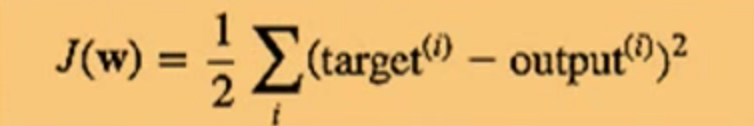 J(w) = 1/2 ∑_i (target^(i) − output^(i))^2